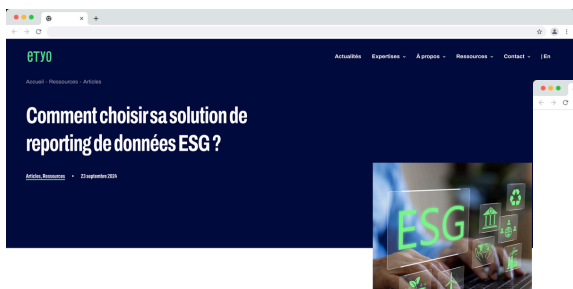 etyo
Actualités Expertises À propos Ressources Contact | En
Accueil - Ressources - Articles
Comment choisir sa solution de
reporting de données ESG ?
Articles, Ressources • 23 septembre 2024
ESG